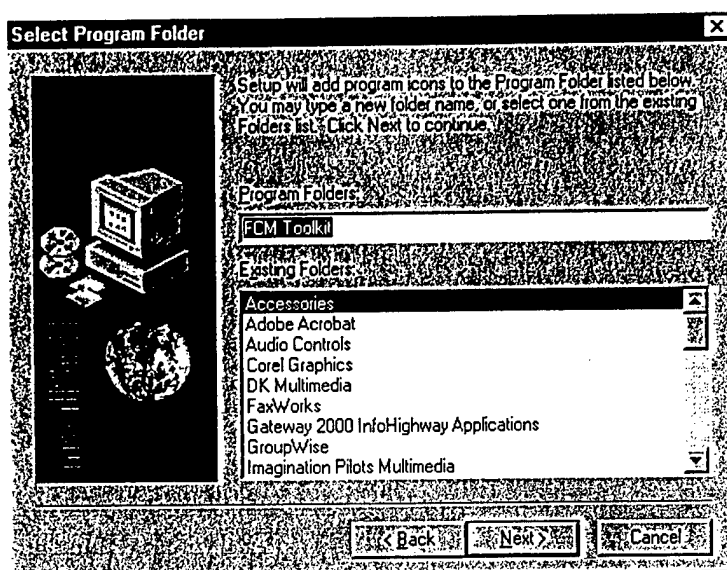 Select Program Folder
Setup will add program icons to the Program Folder listed below.
You may type a new folder name, or select one from the existing
Folders list. Click Next to continue.
Program Folders:
FCM Toolkit
Existing Folders:
Accessories
Adobe Acrobat
Audio Controls
Corel Graphics
DK Multimedia
FaxWorks
Gateway 2000 InfoHighway Applications
GroupWise
Imagination Pilots Multimedia
< Back
Next >
Cancel